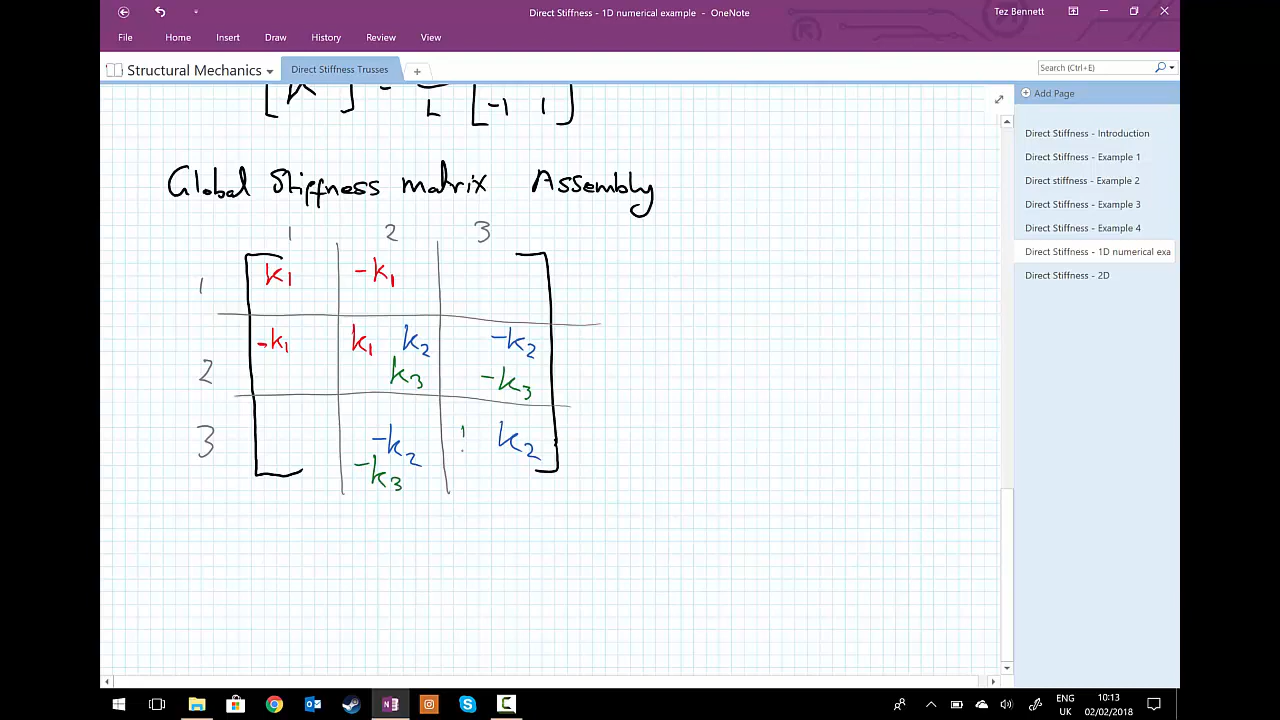 Direct Stiffness - 1D numerical example - OneNote
Tez Bennett
File Home Insert Draw History Review View
Structural Mechanics
Direct Stiffness Trusses
Search (Ctrl+E)
Add Page
Direct Stiffness - Introduction
Direct Stiffness - Example 1
Direct stiffness - Example 2
Direct Stiffness - Example 3
Direct Stiffness - Example 4
Direct Stiffness - 1D numerical exa
Direct Stiffness - 2D
L -1 1
Global Stiffness matrix Assembly
1 2 3
1 k1 -k1
-k1 k1 k2 -k2
2 k3 -k3
3 -k2 k2
-k3
ENG 10:13
UK 02/02/2018